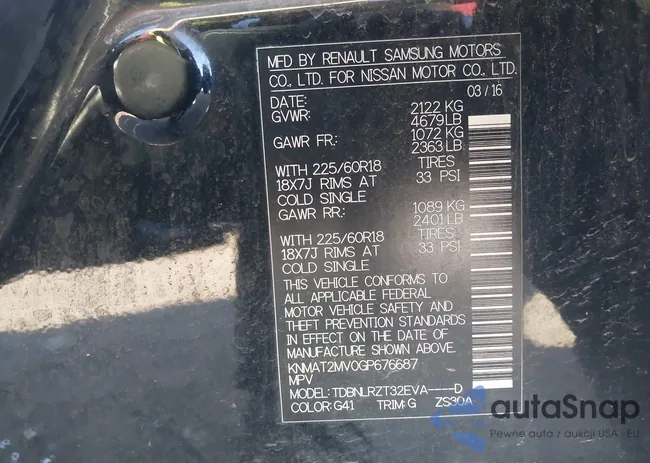 MFD BY RENAULT SAMSUNG MOTORS
CO., LTD. FOR NISSAN MOTOR CO., LTD.
DATE: 03/16
GVWR: 2122 KG
4679 LB
GAWR FR.: 1072 KG
2363 LB
WITH 225/60R18 TIRES
18X7J RIMS AT 33 PSI
COLD SINGLE
GAWR RR.: 1089 KG
2401 LB
WITH 225/60R18 TIRES
18X7J RIMS AT 33 PSI
COLD SINGLE
THIS VEHICLE CONFORMS TO
ALL APPLICABLE FEDERAL
MOTOR VEHICLE SAFETY AND
THEFT PREVENTION STANDARDS
IN EFFECT ON THE DATE OF
MANUFACTURE SHOWN ABOVE.
KNMAT2MV0GP676687
MPV
MODEL: TDBNLRZT32EVA----D
COLOR: G41 TRIM: G ZS30A-
autaSnap
Pewne auta z aukcji USA i EU